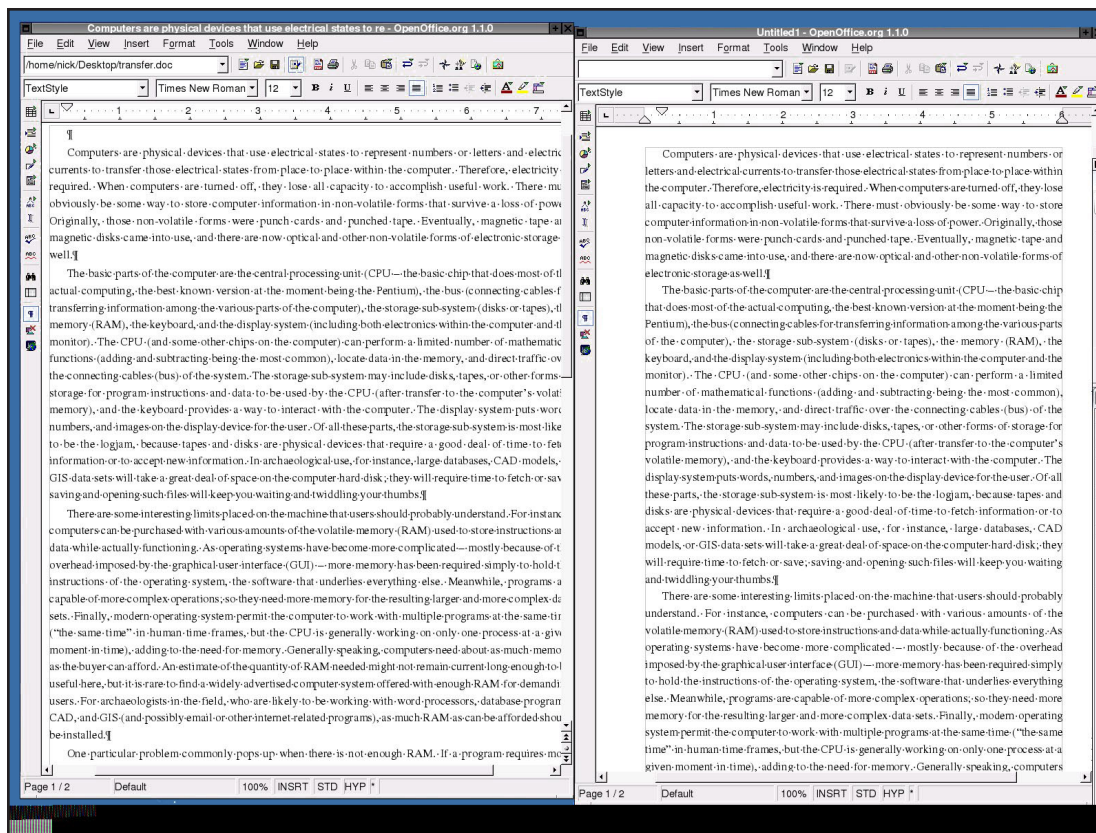 Computers are physical devices that use electrical states to re - OpenOffice.org 1.1.0
File Edit View Insert Format Tools Window Help
/home/nick/Desktop/transfer.doc
TextStyle Times New Roman 12 B i U
1 2 3 4 5 6 7
¶
Computers are physical devices that use electrical states to represent numbers or letters and electric
currents to transfer those electrical states from place to place within the computer. Therefore, electricity
required. When computers are turned off, they lose all capacity to accomplish useful work. There mu
obviously be some way to store computer information in non-volatile forms that survive a loss of powe
Originally, those non-volatile forms were punch cards and punched tape. Eventually, magnetic tape a
magnetic disks came into use, and there are now optical and other non-volatile forms of electronic storage
well.¶
The basic parts of the computer are the central processing unit (CPU -- the basic chip that does most of t
actual computing, the best known version at the moment being the Pentium), the bus (connecting cables f
transferring information among the various parts of the computer), the storage sub-system (disks or tapes), t
memory (RAM), the keyboard, and the display system (including both electronics within the computer and t
monitor). The CPU (and some other chips on the computer) can perform a limited number of mathematic
functions (adding and subtracting being the most common), locate data in the memory, and direct traffic ov
the connecting cables (bus) of the system. The storage sub-system may include disks, tapes, or other forms
storage for program instructions and data to be used by the CPU (after transfer to the computer's volati
memory), and the keyboard provides a way to interact with the computer. The display system puts word
numbers, and images on the display device for the user. Of all these parts, the storage sub-system is most like
to be the logjam, because tapes and disks are physical devices that require a good deal of time to fetc
information or to accept new information. In archaeological use, for instance, large databases, CAD models,
GIS data sets will take a great deal of space on the computer hard disk; they will require time to fetch or sav
saving and opening such files will keep you waiting and twiddling your thumbs.¶
There are some interesting limits placed on the machine that users should probably understand. For instanc
computers can be purchased with various amounts of the volatile memory (RAM) used to store instructions a
data while actually functioning. As operating systems have become more complicated -- mostly because of t
overhead imposed by the graphical user interface (GUI) -- more memory has been required simply to hold t
instructions of the operating system, the software that underlies everything else. Meanwhile, programs a
capable of more complex operations; so they need more memory for the resulting larger and more complex da
sets. Finally, modern operating system permit the computer to work with multiple programs at the same tim
("the same time" in human time frames, but the CPU is generally working on only one process at a give
moment in time), adding to the need for memory. Generally speaking, computers need about as much memo
as the buyer can afford. An estimate of the quantity of RAM needed might not remain current long enough to
useful here, but it is rare to find a widely advertised computer system offered with enough RAM for demandi
users. For archaeologists in the field, who are likely to be working with word processors, database program
CAD, and GIS (and possibly email or other internet-related programs), as much RAM as can be afforded shou
be installed.¶
One particular problem commonly pops up when there is not enough RAM. If a program requires mo
Page 1 / 2 Default 100% INSRT STD HYP *
Untitled1 - OpenOffice.org 1.1.0
File Edit View Insert Format Tools Window Help
TextStyle Times New Roman 12 B i U
1 2 3 4 5 6
Computers are physical devices that use electrical states to represent numbers or
letters and electrical currents to transfer those electrical states from place to place within
the computer. Therefore, electricity is required. When computers are turned off, they lose
all capacity to accomplish useful work. There must obviously be some way to store
computer information in non-volatile forms that survive a loss of power. Originally, those
non-volatile forms were punch cards and punched tape. Eventually, magnetic tape and
magnetic disks came into use, and there are now optical and other non-volatile forms of
electronic storage as well.¶
The basic parts of the computer are the central processing unit (CPU -- the basic chip
that does most of the actual computing, the best known version at the moment being the
Pentium), the bus (connecting cables for transferring information among the various parts
of the computer), the storage sub-system (disks or tapes), the memory (RAM), the
keyboard, and the display system (including both electronics within the computer and the
monitor). The CPU (and some other chips on the computer) can perform a limited
number of mathematical functions (adding and subtracting being the most common),
locate data in the memory, and direct traffic over the connecting cables (bus) of the
system. The storage sub-system may include disks, tapes, or other forms of storage for
program instructions and data to be used by the CPU (after transfer to the computer's
volatile memory), and the keyboard provides a way to interact with the computer. The
display system puts words, numbers, and images on the display device for the user. Of all
these parts, the storage sub-system is most likely to be the logjam, because tapes and
disks are physical devices that require a good deal of time to fetch information or to
accept new information. In archaeological use, for instance, large databases, CAD
models, or GIS data sets will take a great deal of space on the computer hard disk; they
will require time to fetch or save; saving and opening such files will keep you waiting
and twiddling your thumbs.¶
There are some interesting limits placed on the machine that users should probably
understand. For instance, computers can be purchased with various amounts of the
volatile memory (RAM) used to store instructions and data while actually functioning. As
operating systems have become more complicated -- mostly because of the overhead
imposed by the graphical user interface (GUI) -- more memory has been required simply
to hold the instructions of the operating system, the software that underlies everything
else. Meanwhile, programs are capable of more complex operations; so they need more
memory for the resulting larger and more complex data sets. Finally, modern operating
system permit the computer to work with multiple programs at the same time ("the same
time" in human time frames, but the CPU is generally working on only one process at a
given moment in time), adding to the need for memory. Generally speaking, computers
Page 1 / 2 Default 100% INSRT STD HYP *